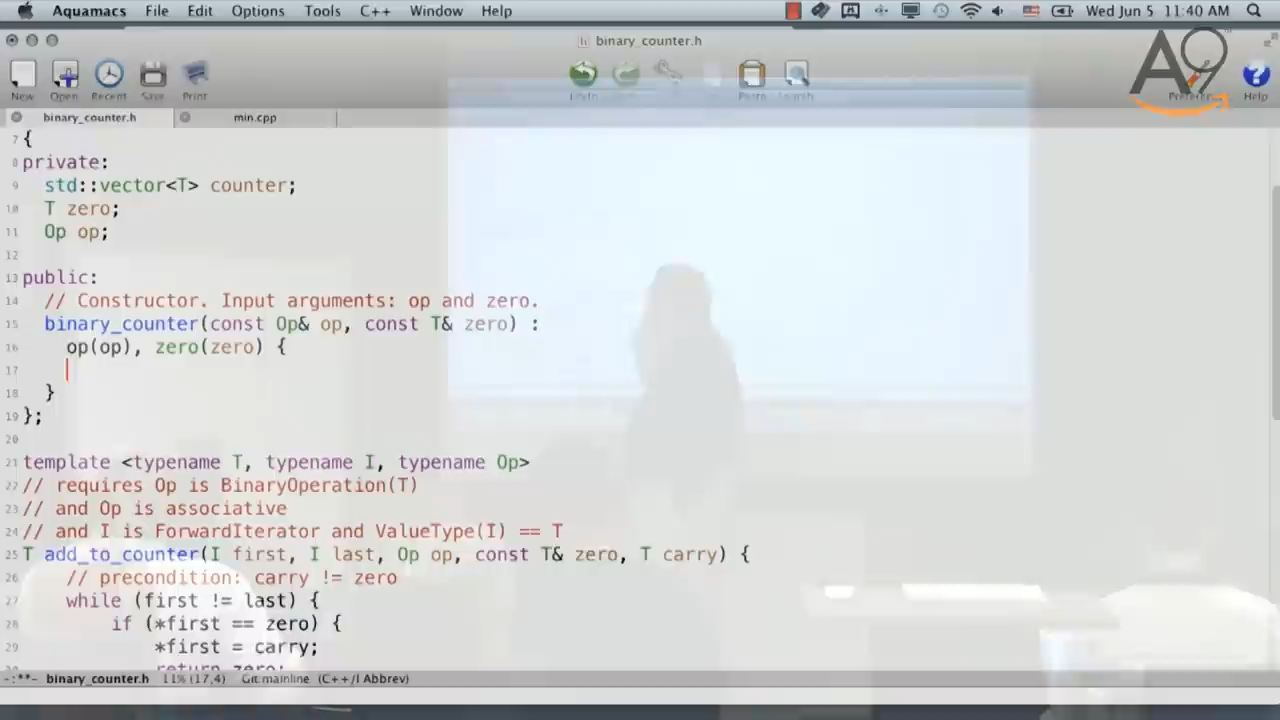 Aquamacs File Edit Options Tools C++ Window Help Wed Jun 5 11:40 AM
binary_counter.h
A9
New Open Recent Save Print Help
binary_counter.h min.cpp
7 {
8 private:
9 std::vector<T> counter;
10 T zero;
11 Op op;
12
13 public:
14 // Constructor. Input arguments: op and zero.
15 binary_counter(const Op& op, const T& zero) :
16 op(op), zero(zero) {
17
18 }
19 };
20
21 template <typename T, typename I, typename Op>
22 // requires Op is BinaryOperation(T)
23 // and Op is associative
24 // and I is ForwardIterator and ValueType(I) == T
25 T add_to_counter(I first, I last, Op op, const T& zero, T carry) {
26 // precondition: carry != zero
27 while (first != last) {
28 if (*first == zero) {
29 *first = carry;
return zero;
-:**- binary_counter.h 11% (17,4) Git:mainline (C++/l Abbrev)